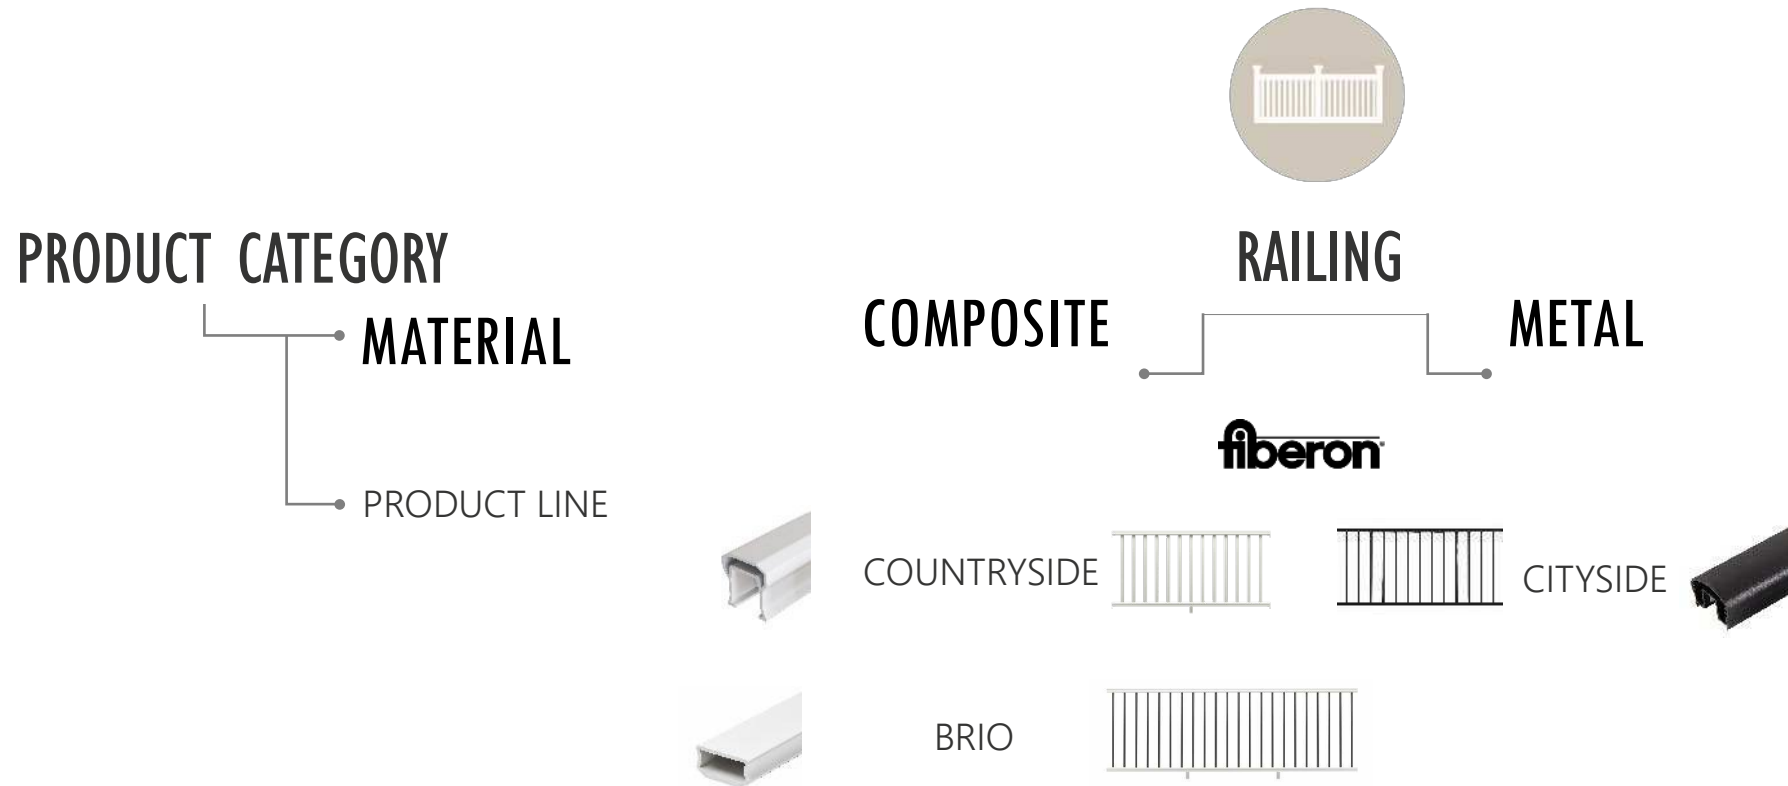 PRODUCT CATEGORY
MATERIAL
PRODUCT LINE
RAILING
COMPOSITE
METAL
fiberon
COUNTRYSIDE
CITYSIDE
BRIO